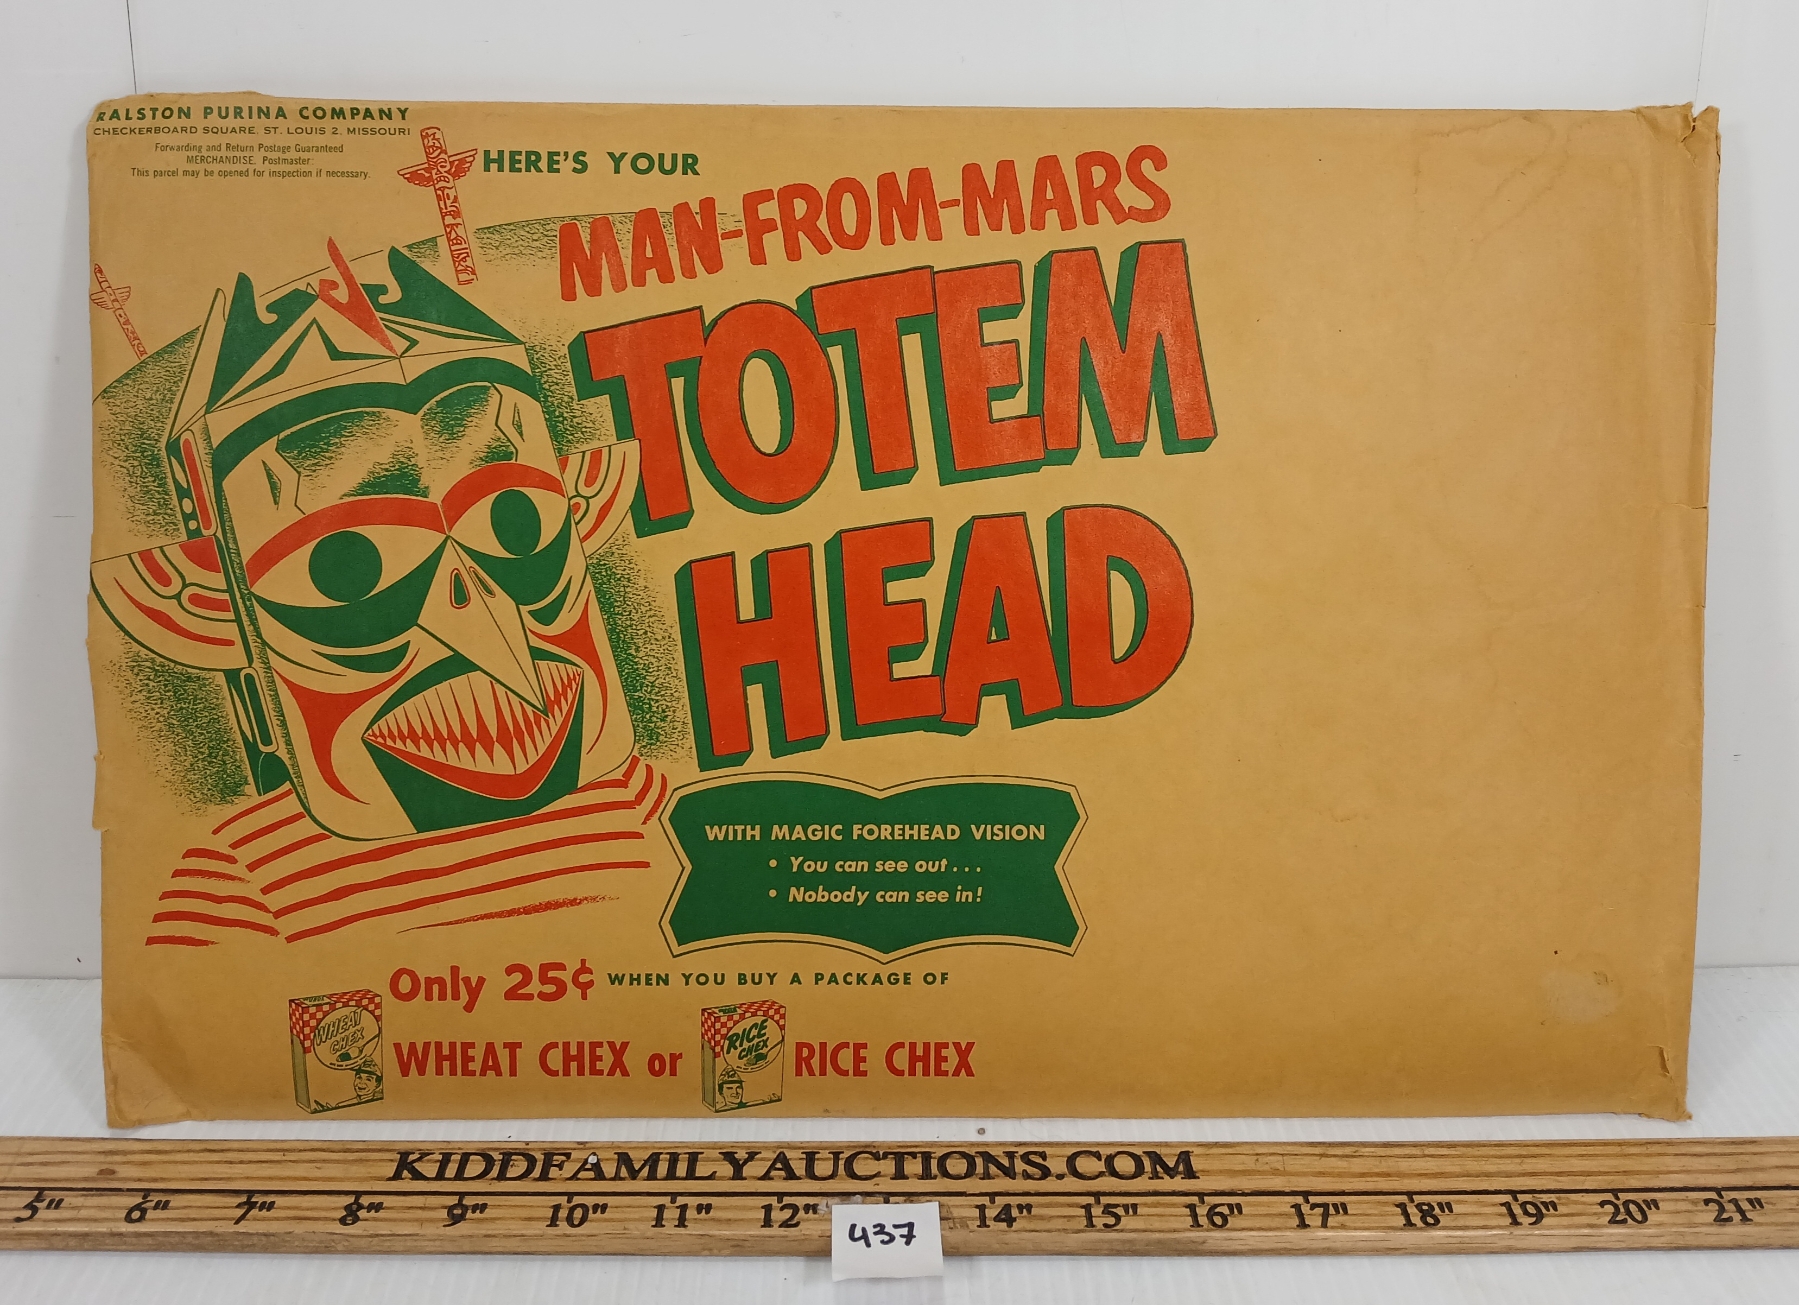 RALSTON PURINA COMPANY
CHECKERBOARD SQUARE, ST. LOUIS 2, MISSOURI
Forwarding and Return Postage Guaranteed
MERCHANDISE. Postmaster:
This parcel may be opened for inspection if necessary.
HERE'S YOUR
MAN-FROM-MARS
TOTEM
HEAD
WITH MAGIC FOREHEAD VISION
• You can see out...
• Nobody can see in!
Only 25¢ WHEN YOU BUY A PACKAGE OF
WHEAT CHEX
WHEAT CHEX or
RICE CHEX
RICE CHEX
KIDDFAMILYAUCTIONS.COM
5" 6" 7" 8" 9" 10" 11" 12" 14" 15" 16" 17" 18" 19" 20" 21"
437